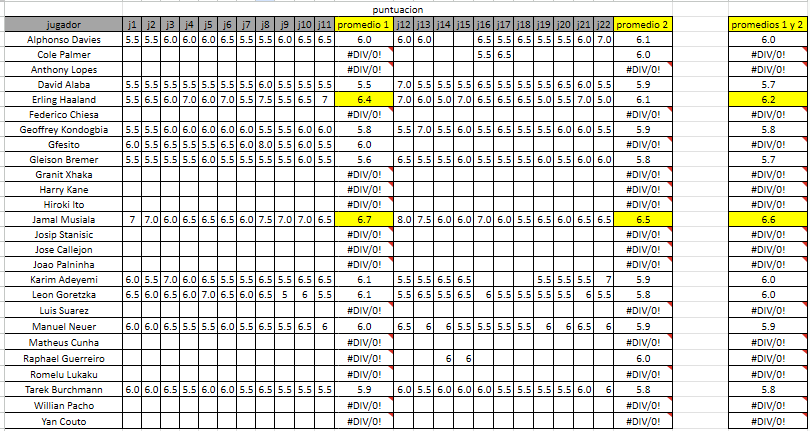 puntuacion
jugador j1 j2 j3 j4 j5 j6 j7 j8 j9 j10 j11 promedio 1 j12 j13 j14 j15 j16 j17 j18 j19 j20 j21 j22 promedio 2 promedios 1 y 2
Alphonso Davies 5.5 5.5 6.0 6.0 6.0 6.5 5.5 5.5 6.0 6.5 6.5 6.0 6.0 6.0 6.5 5.5 6.5 5.5 5.5 6.0 7.0 6.1 6.0
Cole Palmer #DIV/0! 5.5 6.5 6.0 #DIV/0!
Anthony Lopes #DIV/0! #DIV/0! #DIV/0!
David Alaba 5.5 5.5 5.5 5.5 5.5 5.5 5.5 6.0 5.5 5.5 5.5 5.5 7.0 5.5 5.5 5.5 6.5 5.5 5.5 6.5 5.5 6.0 5.5 5.9 5.7
Erling Haaland 5.5 6.5 6.0 7.0 6.0 7.0 5.5 7.5 5.5 6.5 7 6.4 7.0 6.0 5.0 7.0 6.5 6.5 6.5 5.0 5.5 7.0 5.0 6.1 6.2
Federico Chiesa #DIV/0! #DIV/0! #DIV/0!
Geoffrey Kondogbia 5.5 5.5 6.0 6.0 6.0 6.0 6.0 5.5 5.5 6.0 6.0 5.8 5.5 7.0 5.5 6.0 5.5 6.5 5.5 5.5 6.0 6.0 5.5 5.9 5.8
Gfesito 6.0 5.5 6.5 5.5 5.5 6.5 6.0 8.0 5.5 6.0 5.5 6.0 #DIV/0! #DIV/0!
Gleison Bremer 5.5 5.5 5.5 5.5 6.0 5.5 5.5 5.5 5.5 6.0 5.5 5.6 6.5 5.5 5.5 6.0 5.5 5.5 5.5 6.0 5.5 6.0 6.0 5.8 5.7
Granit Xhaka #DIV/0! #DIV/0! #DIV/0!
Harry Kane #DIV/0! #DIV/0! #DIV/0!
Hiroki Ito #DIV/0! #DIV/0! #DIV/0!
Jamal Musiala 7 7.0 6.0 6.5 6.5 6.5 6.0 7.5 7.0 7.0 6.5 6.7 8.0 7.5 6.0 6.0 7.0 6.0 5.5 6.5 6.0 6.5 6.5 6.5 6.6
Josip Stanisic #DIV/0! #DIV/0! #DIV/0!
Jose Callejon #DIV/0! #DIV/0! #DIV/0!
Joao Palninha #DIV/0! #DIV/0! #DIV/0!
Karim Adeyemi 6.0 5.5 7.0 6.0 6.5 5.5 5.5 6.5 5.5 6.5 6.5 6.1 5.5 5.5 6.5 6.5 5.5 5.5 5.5 7 5.9 6.0
Leon Goretzka 6.5 6.0 6.5 6.0 7.0 6.5 6.0 6.5 5 6 5.5 6.1 5.5 6.5 5.5 6.5 6 5.5 5.5 5.5 5.5 6 5.5 5.8 6.0
Luis Suarez #DIV/0! #DIV/0! #DIV/0!
Manuel Neuer 6.0 6.0 6.5 5.5 5.5 6.0 5.5 6.5 5.5 6.5 6 6.0 6.5 6 6 5.5 5.5 5.5 5.5 6 6 6.5 6 5.9 5.9
Matheus Cunha #DIV/0! #DIV/0! #DIV/0!
Raphael Guerreiro #DIV/0! 6 6 6.0 #DIV/0!
Romelu Lukaku #DIV/0! #DIV/0! #DIV/0!
Tarek Burchmann 6.0 6.0 6.5 5.5 6.0 6.0 5.5 6.5 5.5 5.5 5.5 5.9 6.0 5.5 6.0 6.0 6.0 5.5 5.5 5.5 5.5 6.0 6 5.8 5.8
Willian Pacho #DIV/0! #DIV/0! #DIV/0!
Yan Couto #DIV/0! #DIV/0! #DIV/0!